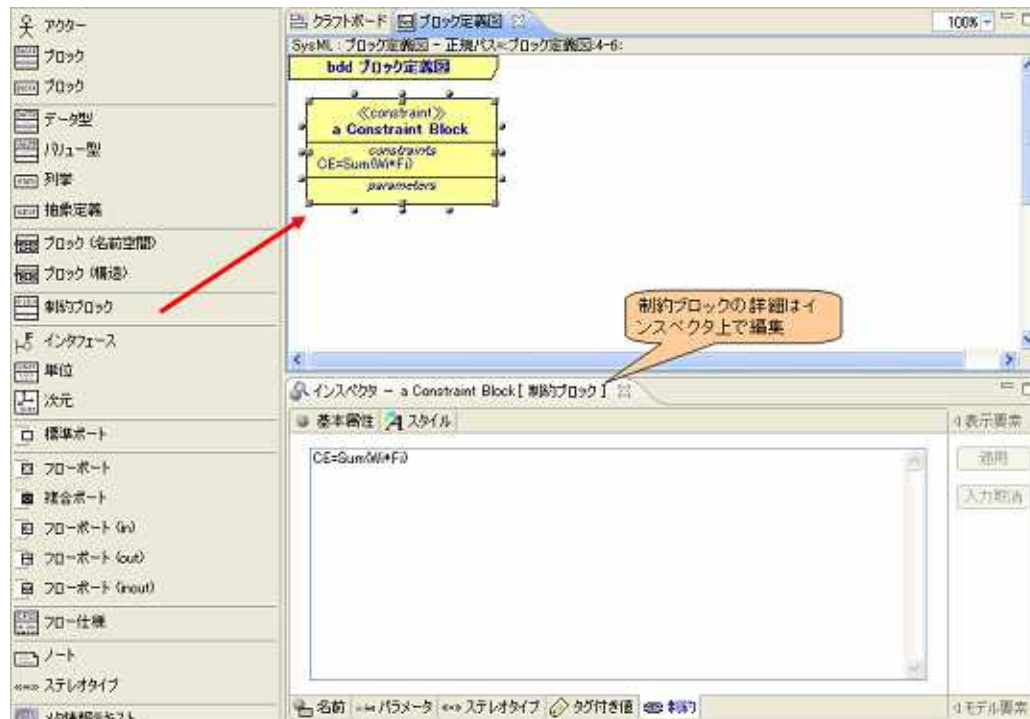 アクター
ブロック
ブロック
データ型
バリュー型
列挙
抽象定義
ブロック (名前空間)
ブロック (構造)
制約ブロック
インタフェース
単位
次元
標準ポート
フローポート
複合ポート
フローポート (in)
フローポート (out)
フローポート (inout)
フロー仕様
ノート
ステレオタイプ
クラフトボード ブロック定義図
100%
SysML : ブロック定義図 - 正規パス=ブロック定義図:4-6:
bdd ブロック定義図
≪constraint≫
a Constraint Block
constraints
CE=Sum(Wi*Fi)
parameters
制約ブロックの詳細はイ
ンスペクタ上で編集
インスペクタ - a Constraint Block [ 制約ブロック ]
基本属性 スタイル
表示要素
CE=Sum(Wi*Fi)
適用
入力取消
名前 パラメータ ステレオタイプ タグ付き値 制約
モデル要素